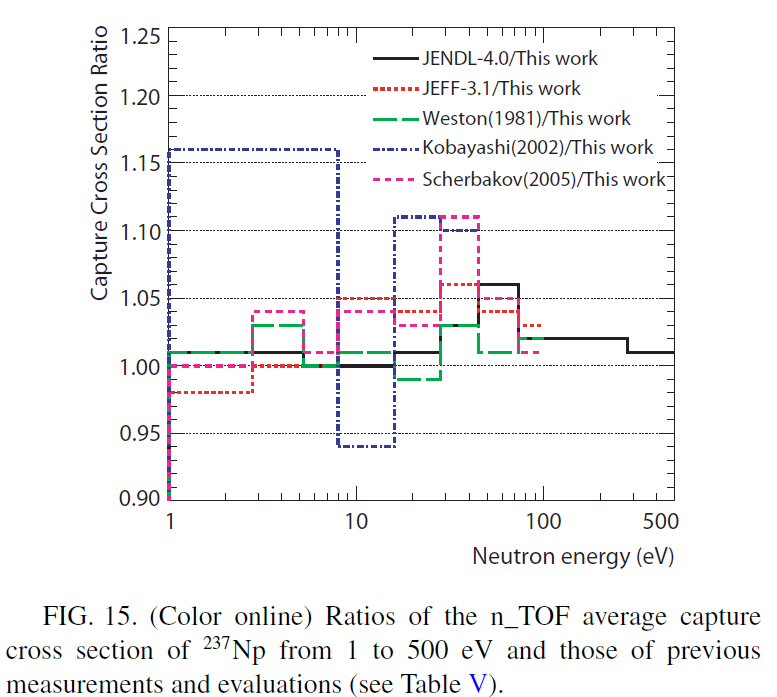 Capture Cross Section Ratio
1.25
1.20
1.15
1.10
1.05
1.00
0.95
0.90
JENDL-4.0/This work
JEFF-3.1/This work
Weston(1981)/This work
Kobayashi(2002)/This work
Scherbakov(2005)/This work
1 10 100 500
Neutron energy (eV)
FIG. 15. (Color online) Ratios of the n_TOF average capture
cross section of ²³⁷Np from 1 to 500 eV and those of previous
measurements and evaluations (see Table V).